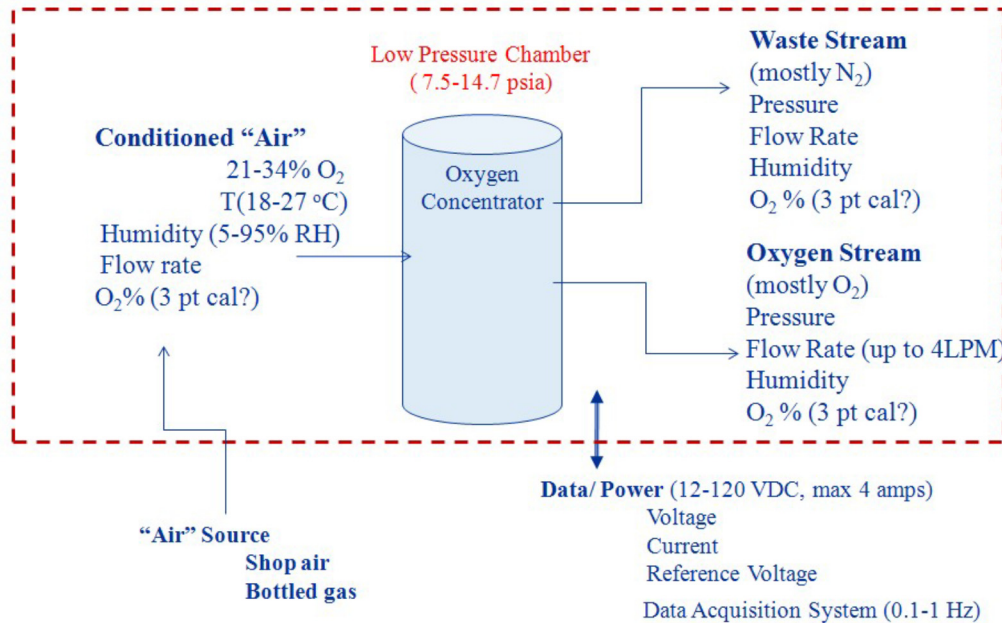 Low Pressure Chamber
( 7.5-14.7 psia)
Conditioned “Air”
21-34% O₂
T(18-27 ºC)
Humidity (5-95% RH)
Flow rate
O₂% (3 pt cal?)
Oxygen
Concentrator
Waste Stream
(mostly N₂)
Pressure
Flow Rate
Humidity
O₂ % (3 pt cal?)
Oxygen Stream
(mostly O₂)
Pressure
Flow Rate (up to 4LPM)
Humidity
O₂ % (3 pt cal?)
“Air” Source
Shop air
Bottled gas
Data/ Power (12-120 VDC, max 4 amps)
Voltage
Current
Reference Voltage
Data Acquisition System (0.1-1 Hz)